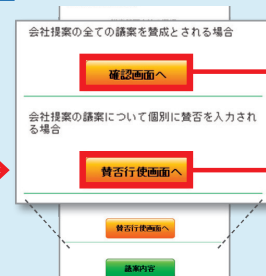 会社提案の全ての議案を賛成とされる場合
確認画面へ
会社提案の議案について個別に賛否を入力され
る場合
賛否行使画面へ
賛否行使画面へ
議案内容